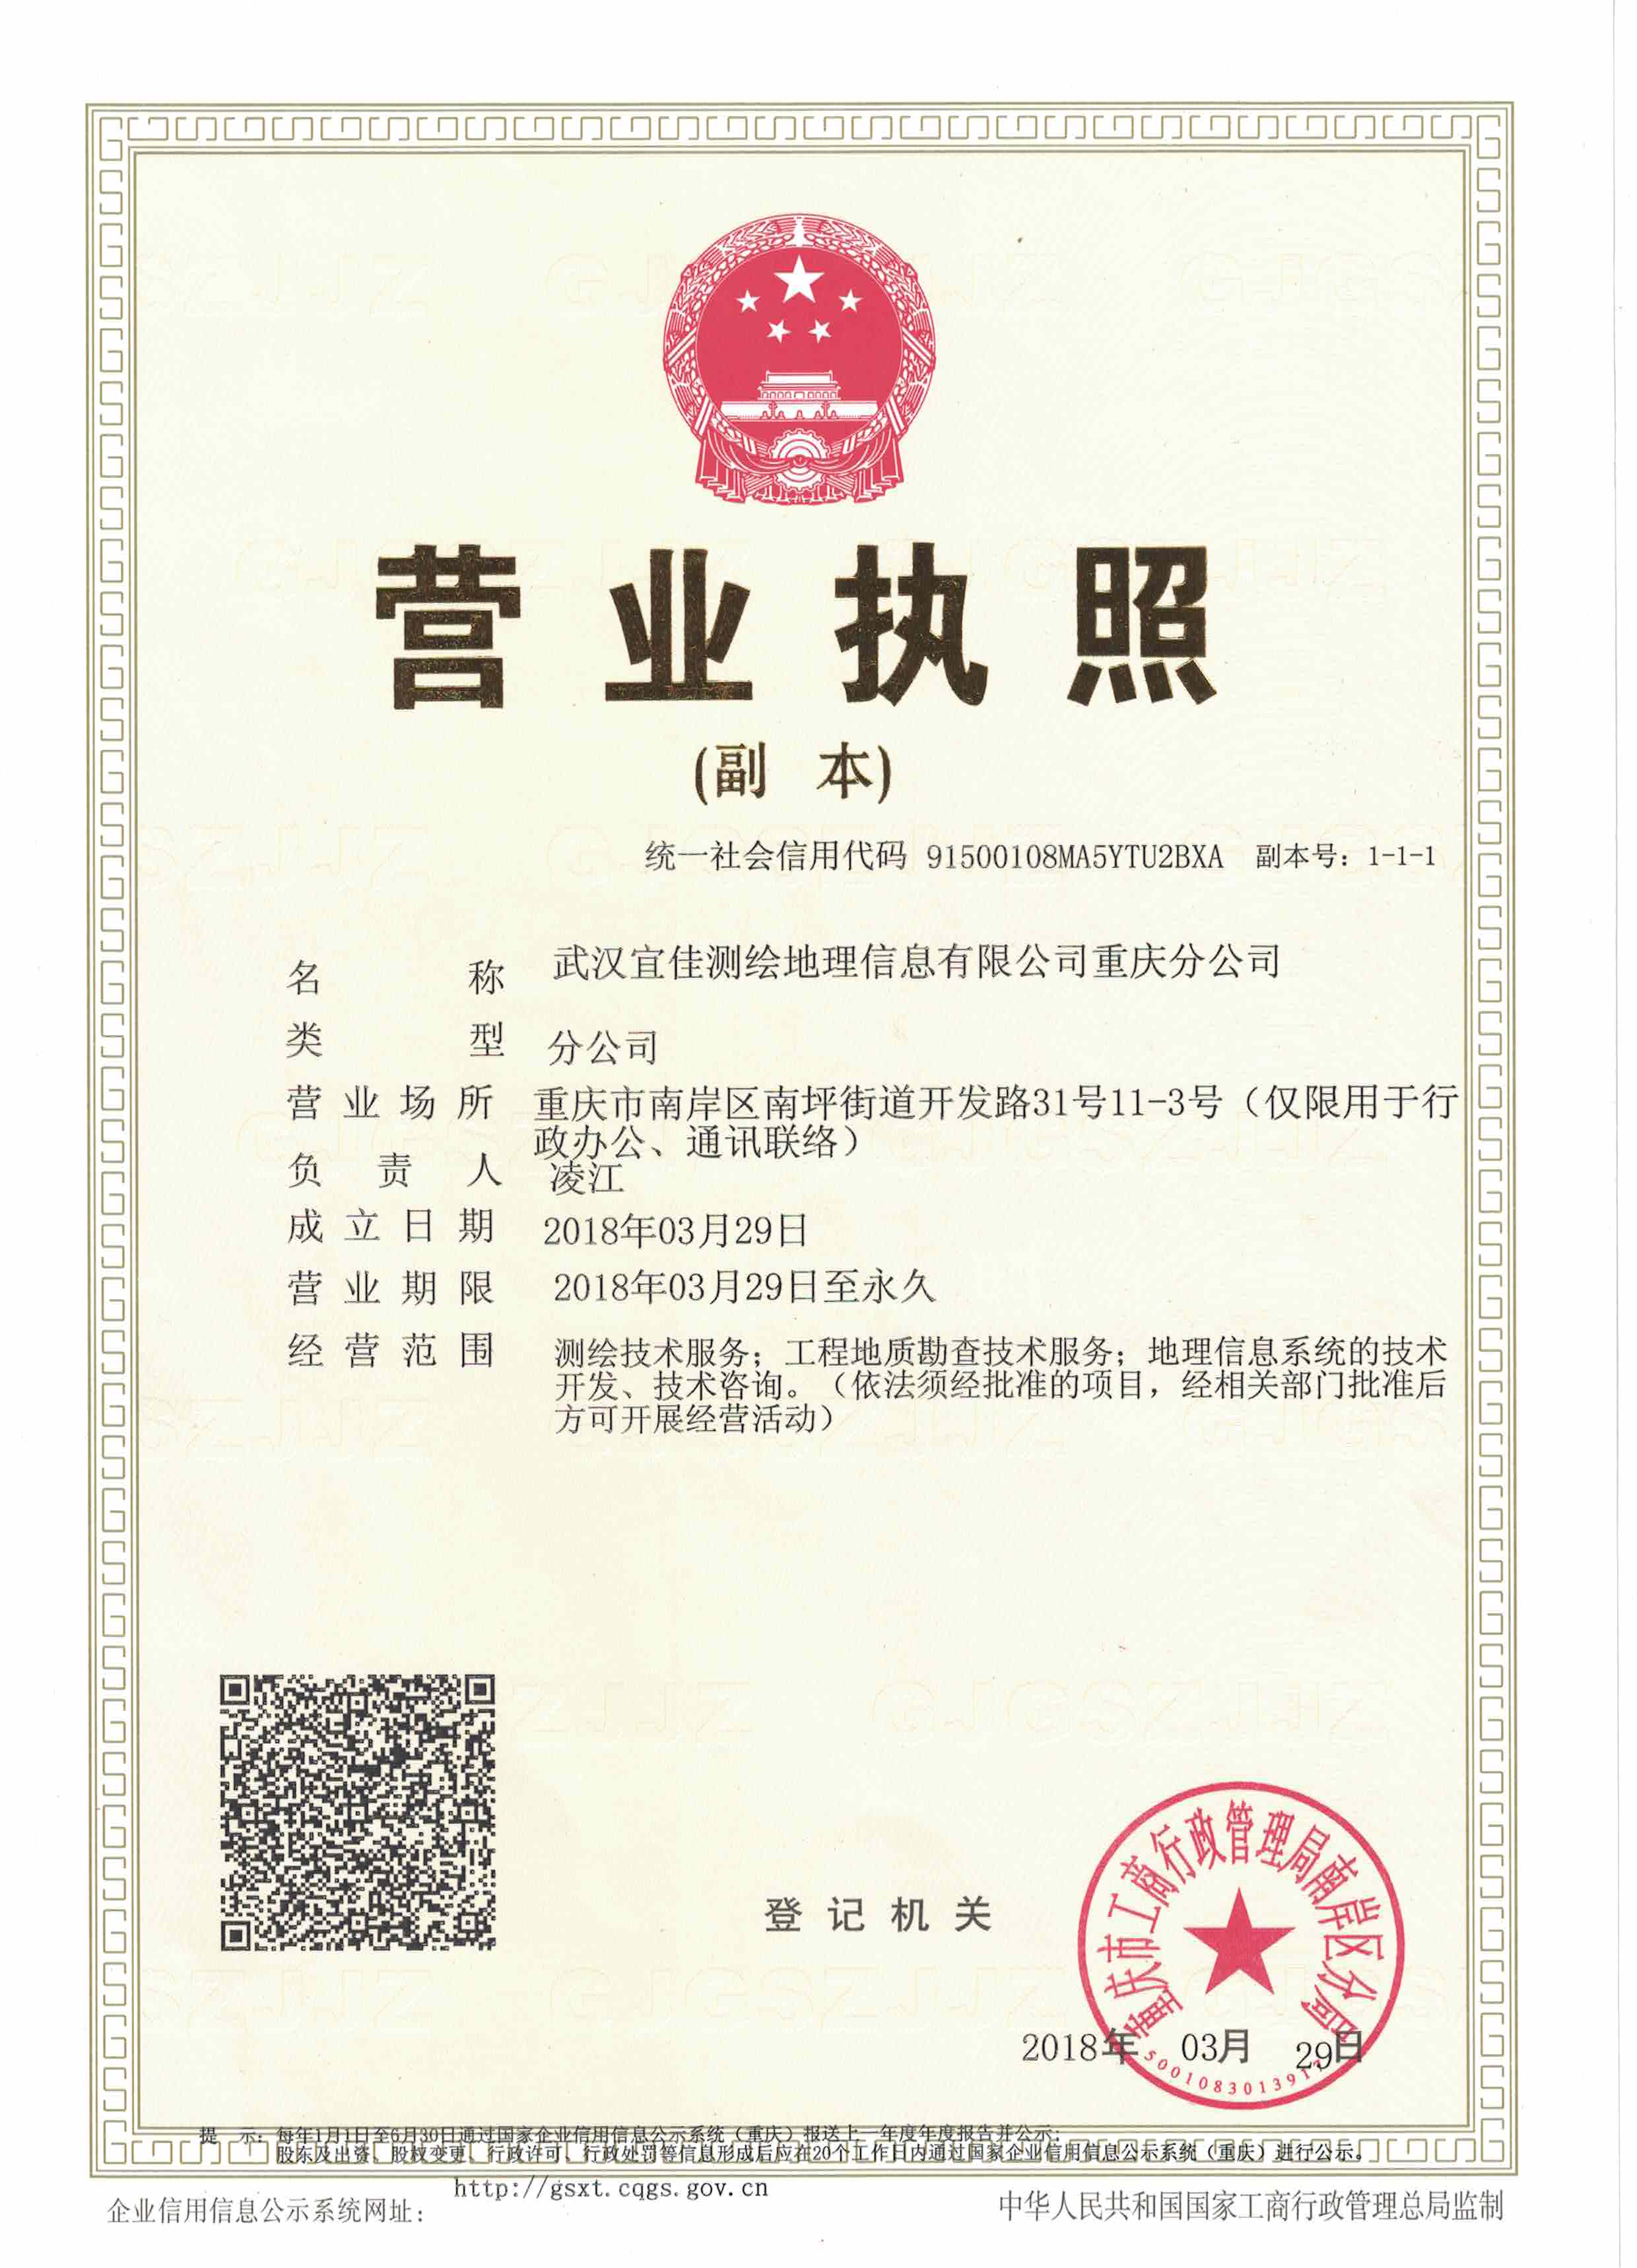 营业执照
(副 本)
统一社会信用代码 91500108MA5YTU2BXA 副本号：1-1-1
名 称 武汉宜佳测绘地理信息有限公司重庆分公司
类 型 分公司
营业场所 重庆市南岸区南坪街道开发路31号11-3号（仅限用于行
政办公、通讯联络）
负责人 凌江
成立日期 2018年03月29日
营业期限 2018年03月29日至永久
经营范围 测绘技术服务；工程地质勘查技术服务；地理信息系统的技术
开发、技术咨询。（依法须经批准的项目，经相关部门批准后
方可开展经营活动）
登记机关
重庆市工商行政管理局南岸区分局
2018年 03月 29日
提 示：每年1月1日至6月30日通过国家企业信用信息公示系统（重庆）报送上一年度年度报告并公示；
股东及出资、股权变更、行政许可、行政处罚等信息形成后应在20个工作日内通过国家企业信用信息公示系统（重庆）进行公示。
企业信用信息公示系统网址：
http://gsxt.cqgs.gov.cn
中华人民共和国国家工商行政管理总局监制